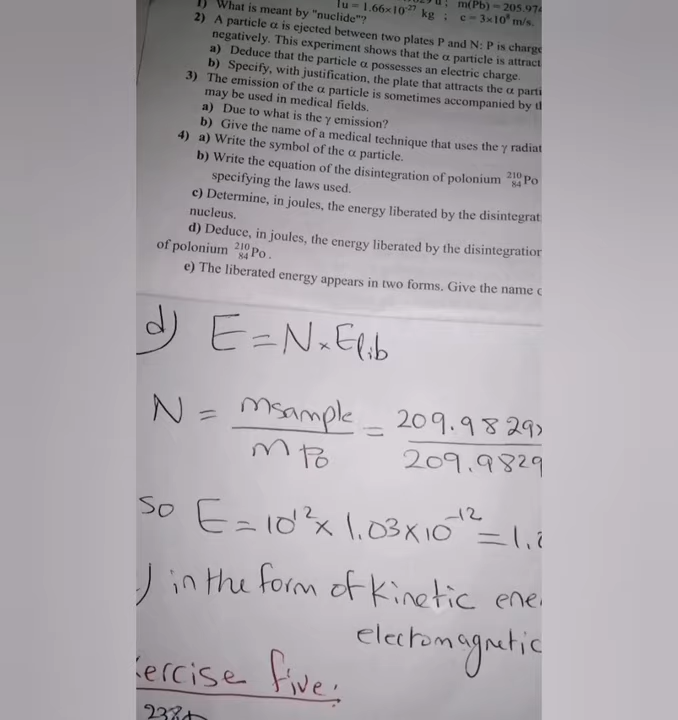 1) What is meant by "nuclide"?
1u = 1.66×10⁻²⁷ kg ; c = 3×10⁸ m/s.
m(Pb) = 205.974
2) A particle α is ejected between two plates P and N: P is charge
negatively. This experiment shows that the α particle is attract
a) Deduce that the particle α possesses an electric charge.
b) Specify, with justification, the plate that attracts the α parti
3) The emission of the α particle is sometimes accompanied by t
may be used in medical fields.
a) Due to what is the γ emission?
b) Give the name of a medical technique that uses the γ radiat
4) a) Write the symbol of the α particle.
b) Write the equation of the disintegration of polonium ²¹⁰₈₄Po
specifying the laws used.
c) Determine, in joules, the energy liberated by the disintegrat
nucleus.
d) Deduce, in joules, the energy liberated by the disintegration
of polonium ²¹⁰₈₄Po.
e) The liberated energy appears in two forms. Give the name
d) E = N × Elib
N = msample / mPo = 209.9829× / 209.9829
so E = 10¹² × 1.03×10⁻¹² = 1.
) in the form of kinetic ene
electomagnetic
ercise five: